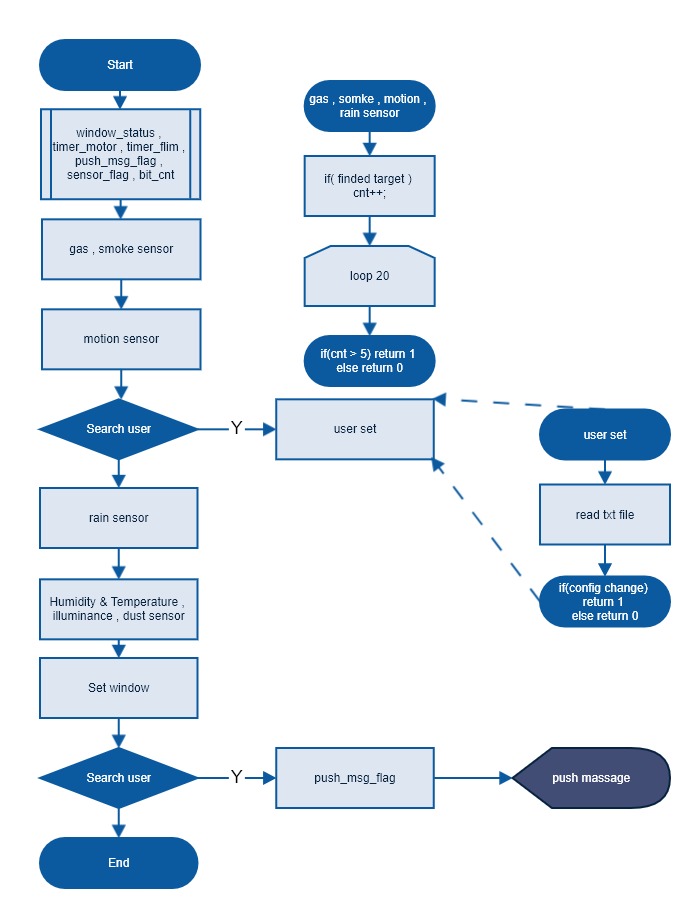 Start
window_status ,
timer_motor , timer_flim ,
push_msg_flag ,
sensor_flag , bit_cnt
gas , smoke sensor
motion sensor
Search user
Y
user set
rain sensor
Humidity & Temperature ,
illuminance , dust sensor
Set window
Search user
Y
push_msg_flag
push massage
End
gas , somke , motion ,
rain sensor
if( finded target )
cnt++;
loop 20
if(cnt > 5) return 1
else return 0
user set
read txt file
if(config change)
return 1
else return 0